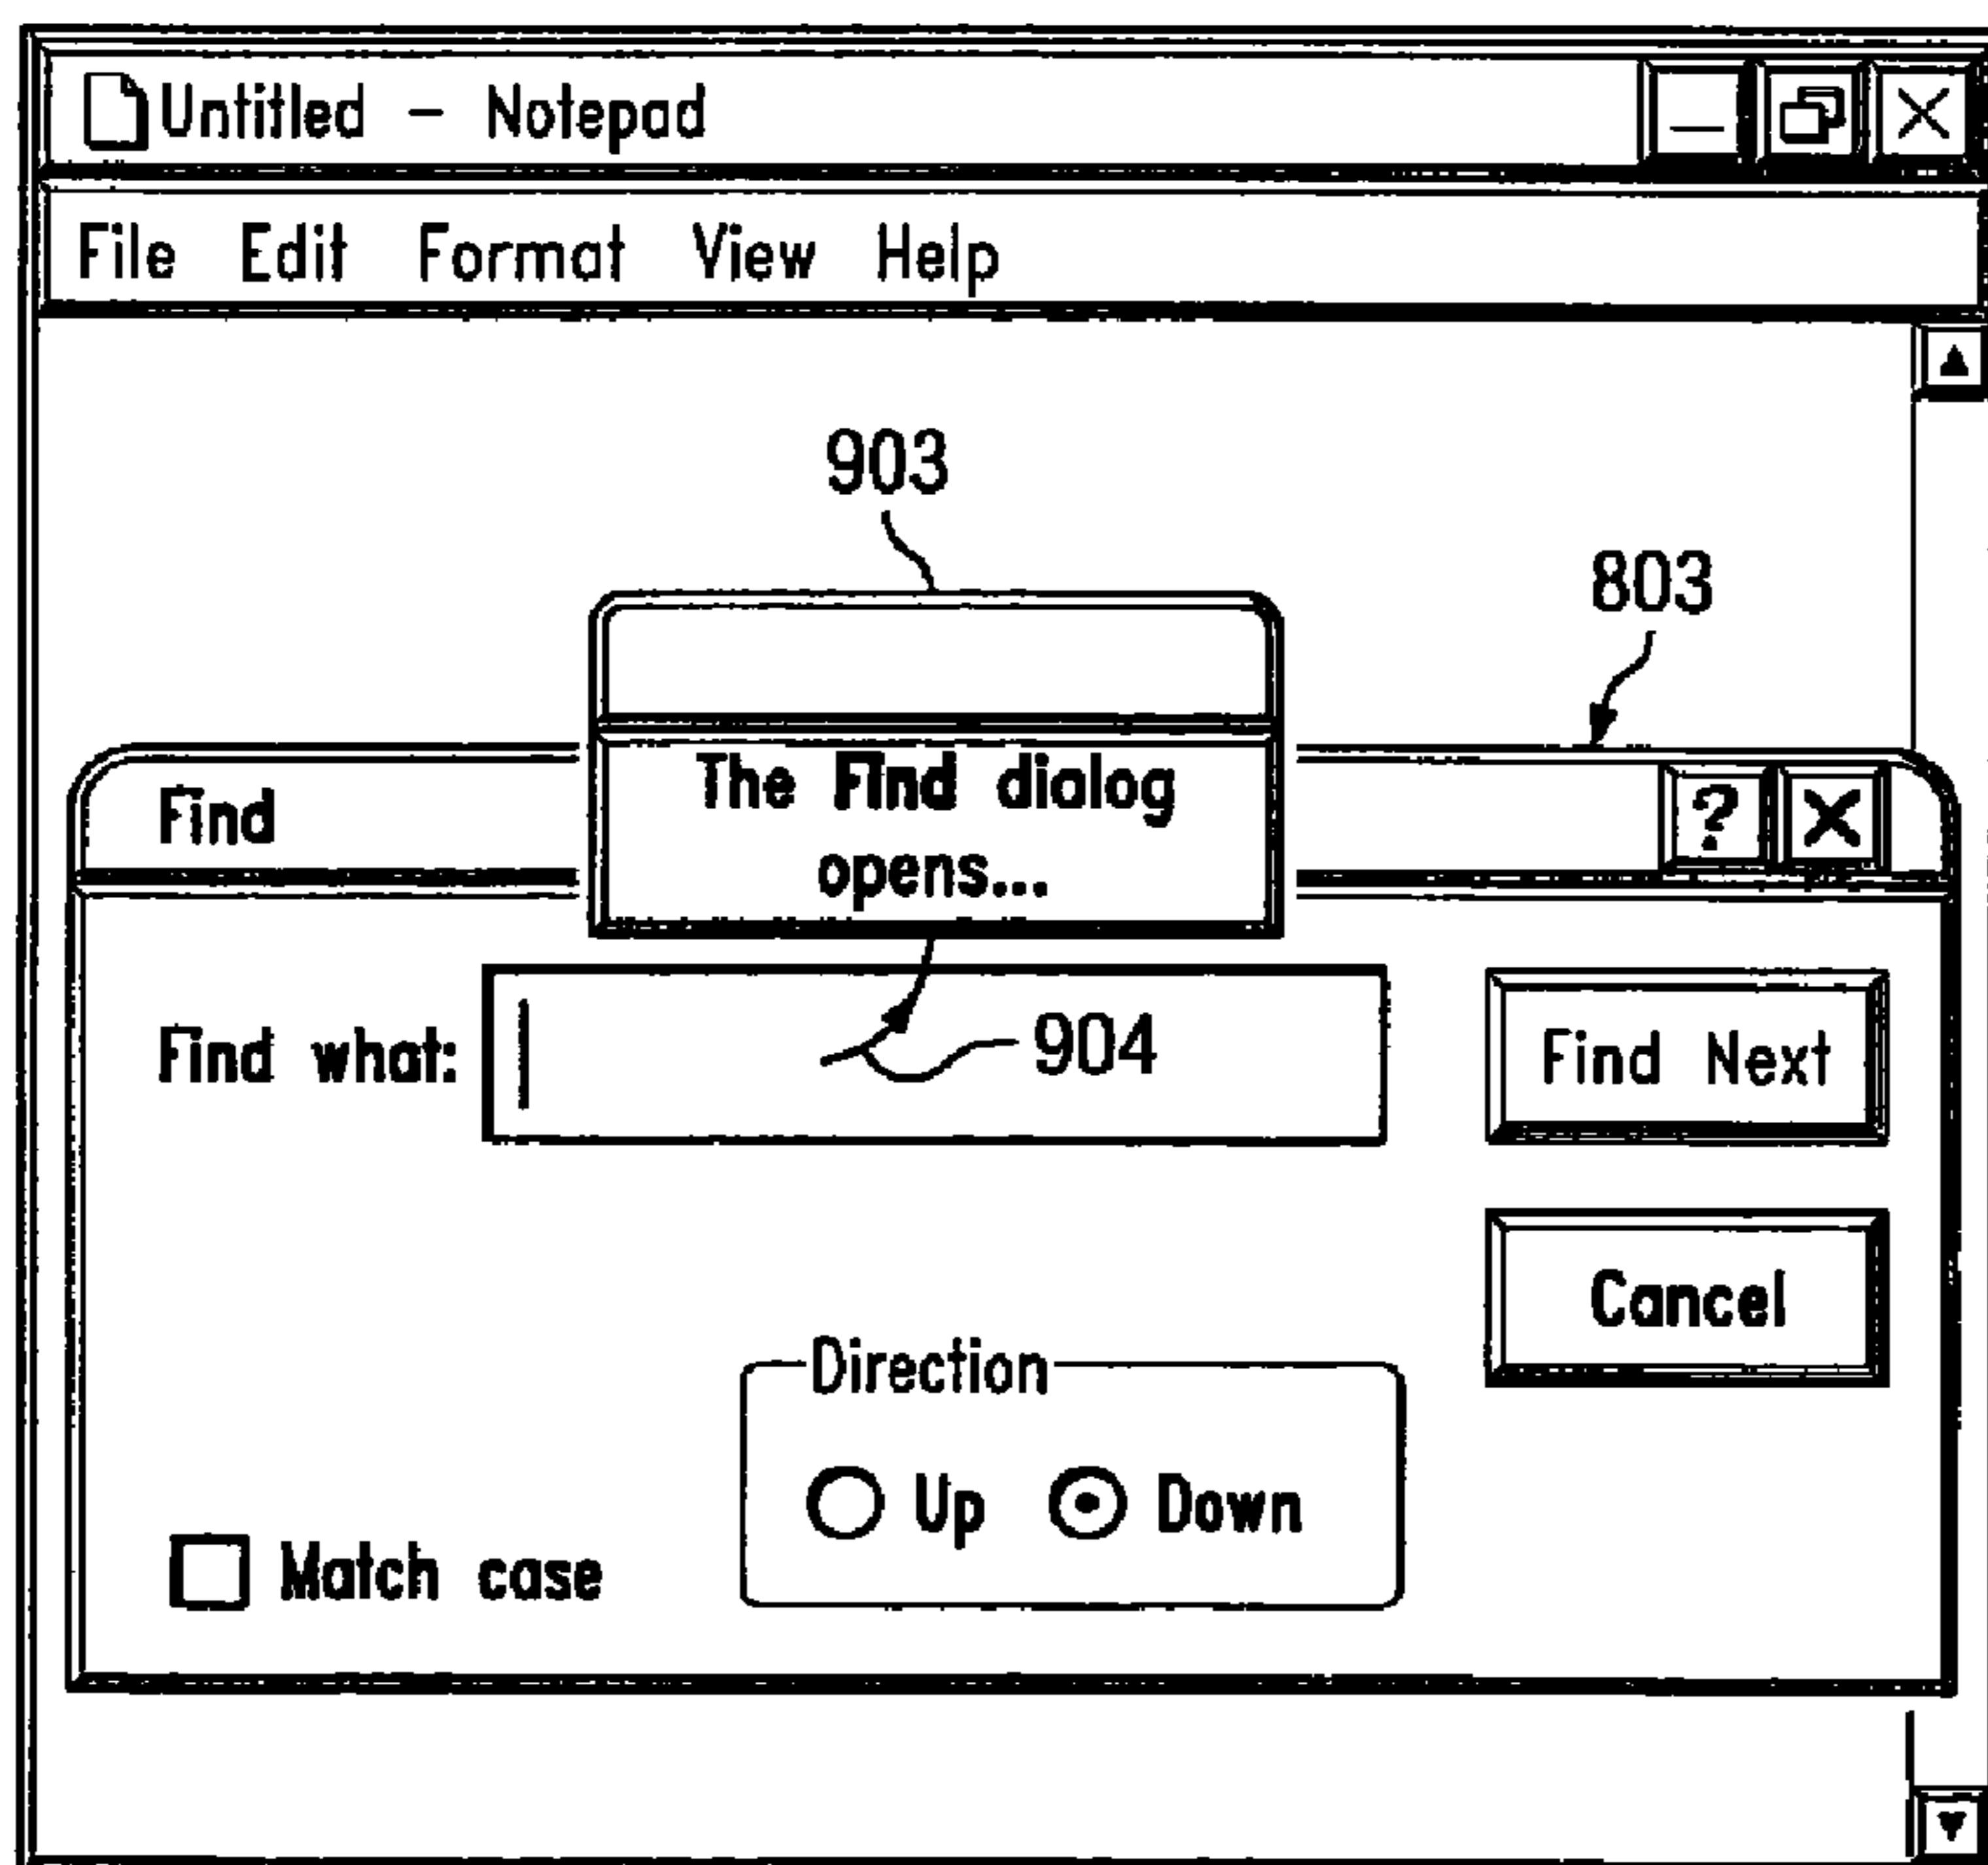 Untitled - Notepad
File Edit Format View Help
903
803
The Find dialog
opens...
Find
?
Find what:
904
Find Next
Cancel
Direction
Up Down
Match case